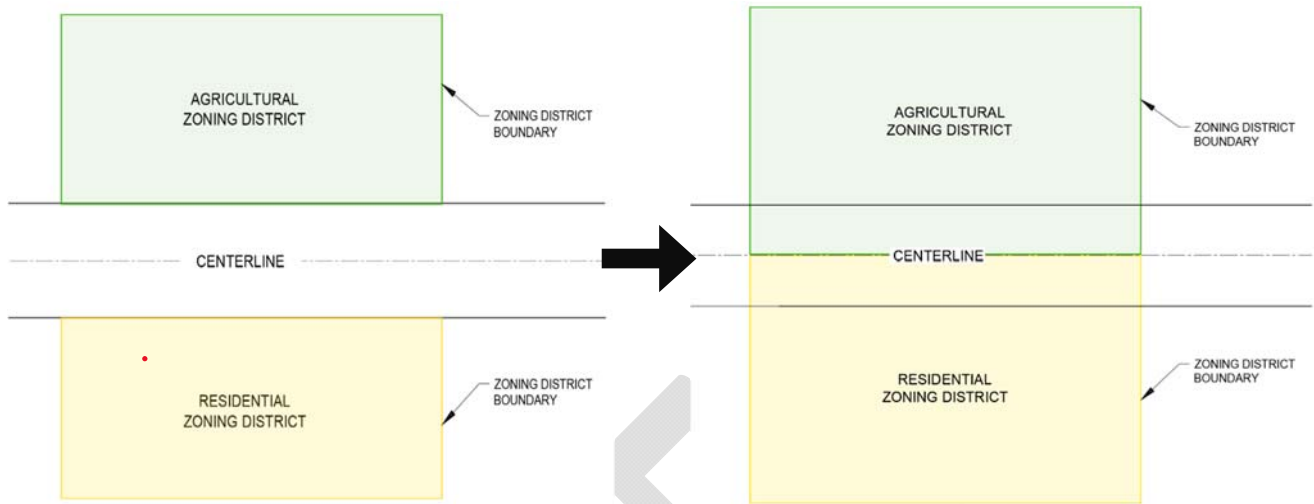 AGRICULTURAL
ZONING DISTRICT
ZONING DISTRICT
BOUNDARY
CENTERLINE
RESIDENTIAL
ZONING DISTRICT
ZONING DISTRICT
BOUNDARY
AGRICULTURAL
ZONING DISTRICT
ZONING DISTRICT
BOUNDARY
CENTERLINE
RESIDENTIAL
ZONING DISTRICT
ZONING DISTRICT
BOUNDARY